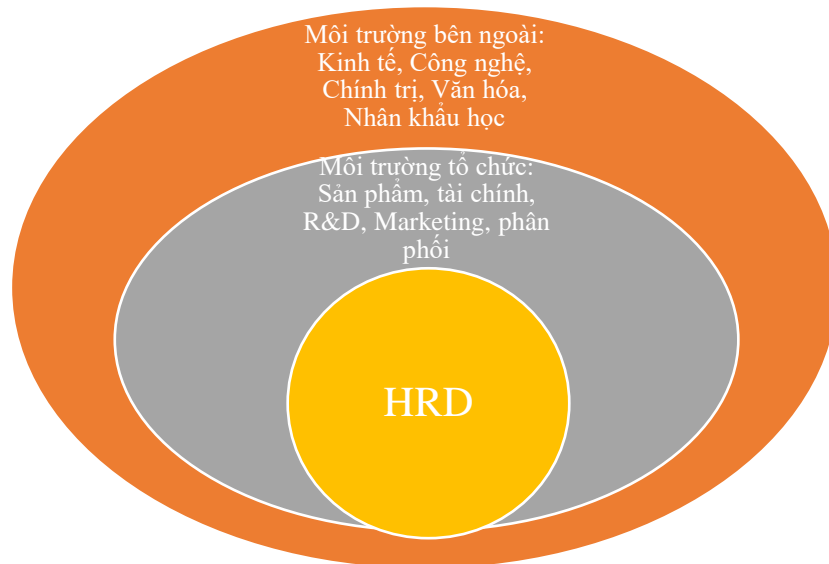 Môi trường bên ngoài:
Kinh tế, Công nghệ,
Chính trị, Văn hóa,
Nhân khẩu học
Môi trường tổ chức:
Sản phẩm, tài chính,
R&D, Marketing, phân
phối
HRD